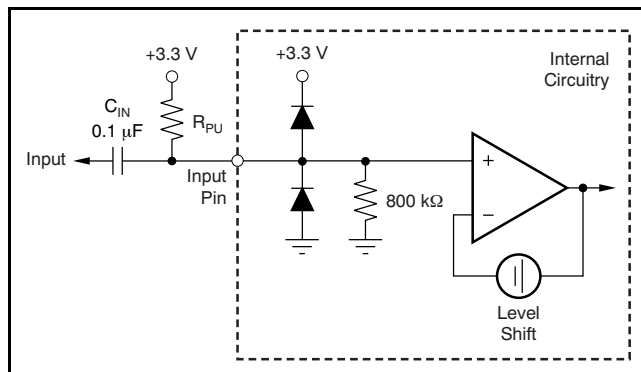 +3.3 V
+3.3 V
Internal
Circuitry
C_IN
0.1 μF
R_PU
Input
Input
Pin
800 kΩ
+
−
Level
Shift